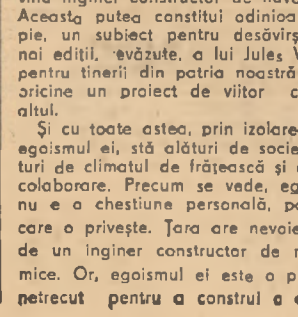 vină inginer constructor de nave
Aceasta putea constitui odinioa
pie, un subiect pentru desăvîrș
noi ediții, evăzute, a lui Jules V
pentru tinerii din patria noastră
oricine un proiect de viitor c
altul.
Și cu toate astea, prin izolare
egoismul ei, stă alături de socie
turi de climatul de frățească și
colaborare. Precum se vede, eg
nu e o chestiune personală, p
care o privește. Țara are nevoie
de un inginer constructor de n
mice. Or, egoismul ei este o p
petrecut pentru a construi a e